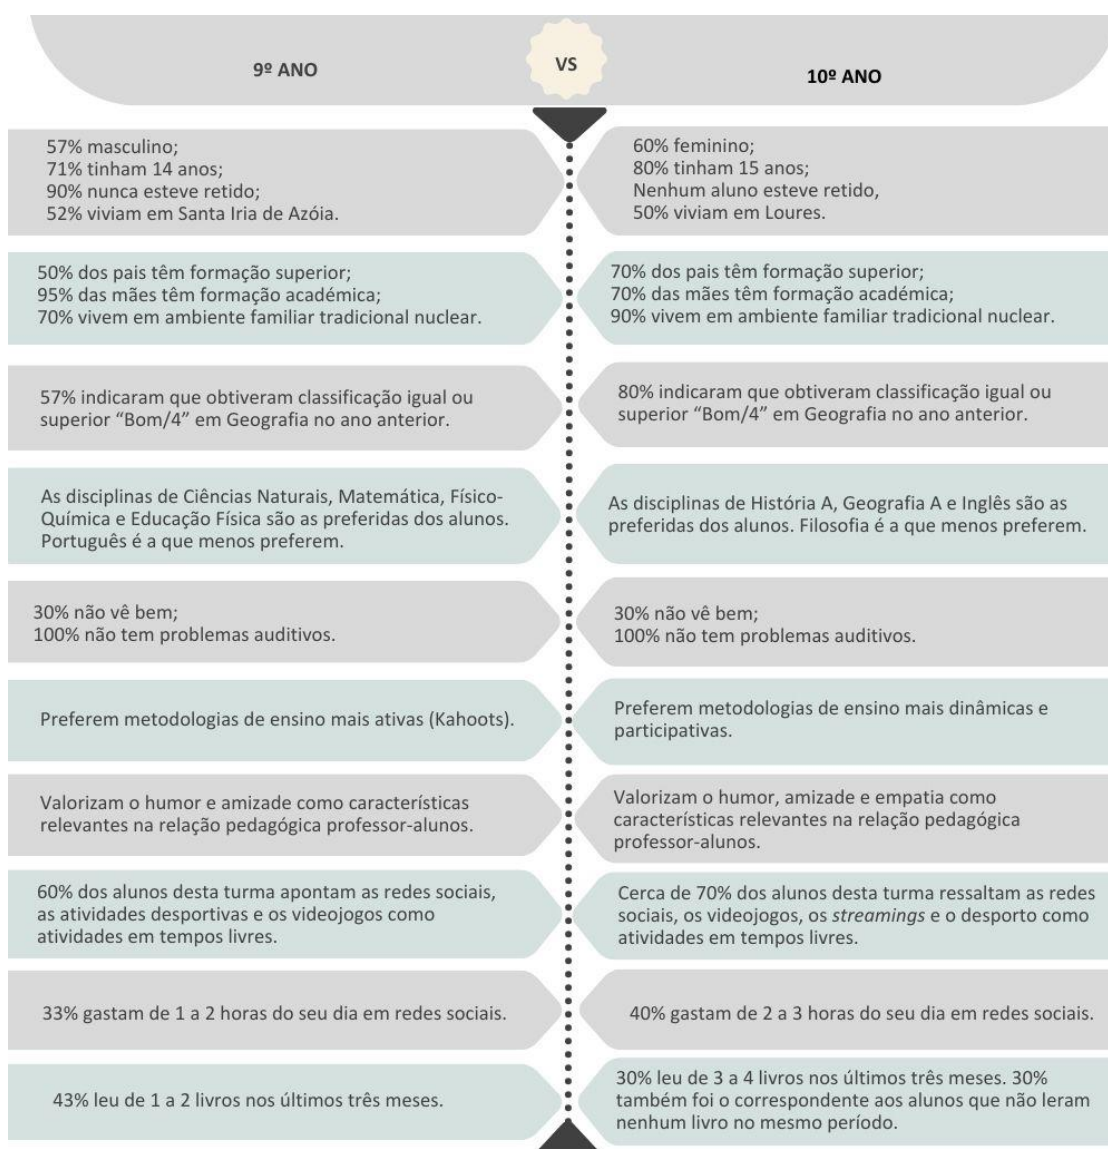 9º ANO
VS
10º ANO
57% masculino;
71% tinham 14 anos;
90% nunca esteve retido;
52% viviam em Santa Iria de Azóia.
60% feminino;
80% tinham 15 anos;
Nenhum aluno esteve retido,
50% viviam em Loures.
50% dos pais têm formação superior;
95% das mães têm formação académica;
70% vivem em ambiente familiar tradicional nuclear.
70% dos pais têm formação superior;
70% das mães têm formação académica;
90% vivem em ambiente familiar tradicional nuclear.
57% indicaram que obtiveram classificação igual ou
superior “Bom/4” em Geografia no ano anterior.
80% indicaram que obtiveram classificação igual ou
superior “Bom/4” em Geografia no ano anterior.
As disciplinas de Ciências Naturais, Matemática, Físico-
Química e Educação Física são as preferidas dos alunos.
Português é a que menos preferem.
As disciplinas de História A, Geografia A e Inglês são as
preferidas dos alunos. Filosofia é a que menos preferem.
30% não vê bem;
100% não tem problemas auditivos.
30% não vê bem;
100% não tem problemas auditivos.
Preferem metodologias de ensino mais ativas (Kahoots).
Preferem metodologias de ensino mais dinâmicas e
participativas.
Valorizam o humor e amizade como características
relevantes na relação pedagógica professor-alunos.
Valorizam o humor, amizade e empatia como
características relevantes na relação pedagógica
professor-alunos.
60% dos alunos desta turma apontam as redes sociais,
as atividades desportivas e os videojogos como
atividades em tempos livres.
Cerca de 70% dos alunos desta turma ressaltam as redes
sociais, os videojogos, os streamings e o desporto como
atividades em tempos livres.
33% gastam de 1 a 2 horas do seu dia em redes sociais.
40% gastam de 2 a 3 horas do seu dia em redes sociais.
43% leu de 1 a 2 livros nos últimos três meses.
30% leu de 3 a 4 livros nos últimos três meses. 30%
também foi o correspondente aos alunos que não leram
nenhum livro no mesmo período.